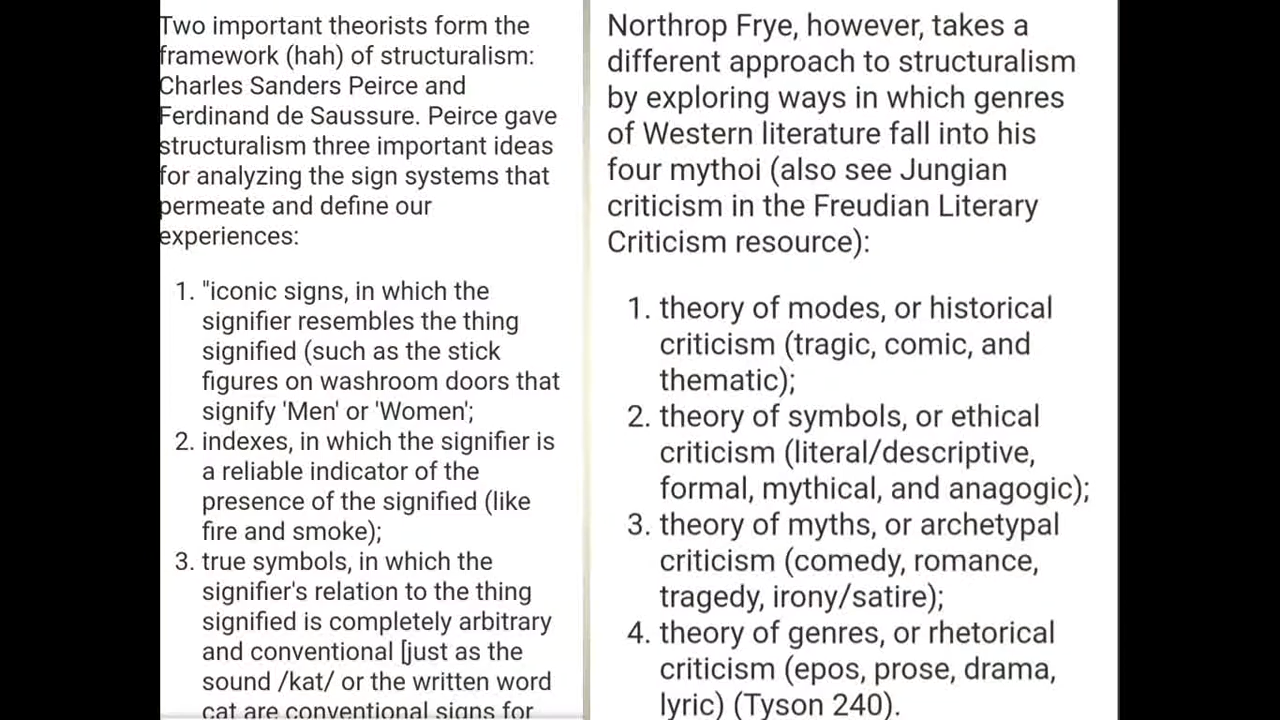 Two important theorists form the
framework (hah) of structuralism:
Charles Sanders Peirce and
Ferdinand de Saussure. Peirce gave
structuralism three important ideas
for analyzing the sign systems that
permeate and define our
experiences:
1. "iconic signs, in which the
signifier resembles the thing
signified (such as the stick
figures on washroom doors that
signify 'Men' or 'Women';
2. indexes, in which the signifier is
a reliable indicator of the
presence of the signified (like
fire and smoke);
3. true symbols, in which the
signifier's relation to the thing
signified is completely arbitrary
and conventional [just as the
sound /kat/ or the written word
cat are conventional signs for
Northrop Frye, however, takes a
different approach to structuralism
by exploring ways in which genres
of Western literature fall into his
four mythoi (also see Jungian
criticism in the Freudian Literary
Criticism resource):
1. theory of modes, or historical
criticism (tragic, comic, and
thematic);
2. theory of symbols, or ethical
criticism (literal/descriptive,
formal, mythical, and anagogic);
3. theory of myths, or archetypal
criticism (comedy, romance,
tragedy, irony/satire);
4. theory of genres, or rhetorical
criticism (epos, prose, drama,
lyric) (Tyson 240).